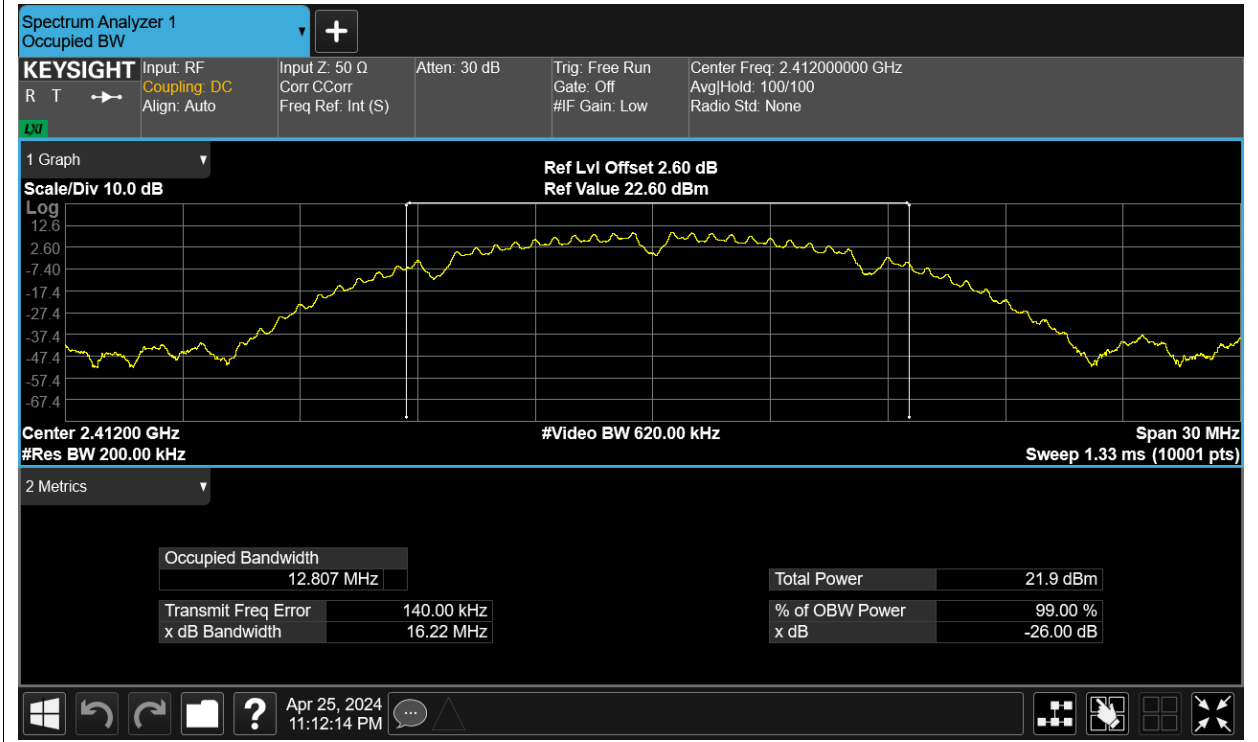 Spectrum Analyzer 1
Occupied BW
KEYSIGHT
R T
LXI
Input: RF
Coupling: DC
Align: Auto
Input Z: 50 Ω
Corr CCorr
Freq Ref: Int (S)
Atten: 30 dB
Trig: Free Run
Gate: Off
#IF Gain: Low
Center Freq: 2.412000000 GHz
Avg|Hold: 100/100
Radio Std: None
1 Graph
Scale/Div 10.0 dB
Ref Lvl Offset 2.60 dB
Ref Value 22.60 dBm
Log
12.6
2.60
-7.40
-17.4
-27.4
-37.4
-47.4
-57.4
-67.4
Center 2.41200 GHz
#Res BW 200.00 kHz
#Video BW 620.00 kHz
Span 30 MHz
Sweep 1.33 ms (10001 pts)
2 Metrics
Occupied Bandwidth
12.807 MHz
Transmit Freq Error 140.00 kHz
x dB Bandwidth 16.22 MHz
Total Power 21.9 dBm
% of OBW Power 99.00 %
x dB -26.00 dB
?
Apr 25, 2024
11:12:14 PM